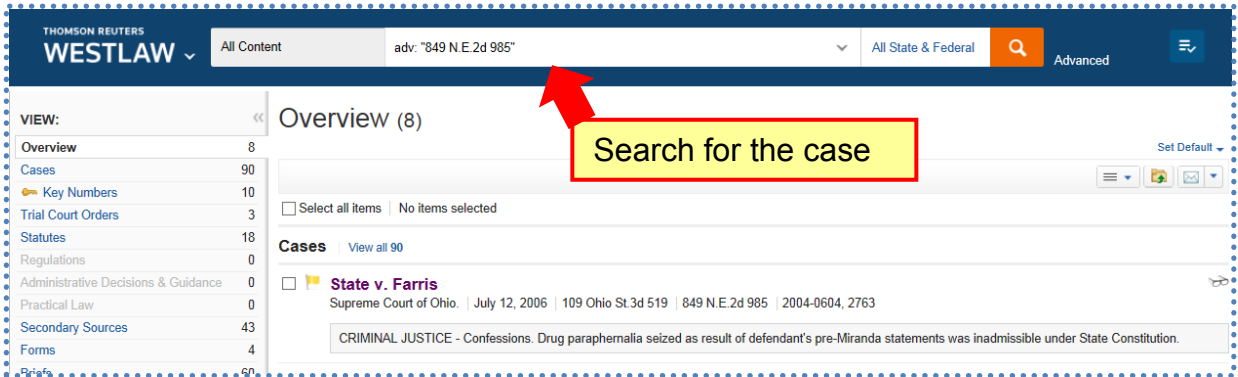 THOMSON REUTERS
WESTLAW
All Content
adv: "849 N.E.2d 985"
All State & Federal
Advanced
VIEW:
Overview 8
Cases 90
Key Numbers 10
Trial Court Orders 3
Statutes 18
Regulations 0
Administrative Decisions & Guidance 0
Practical Law 0
Secondary Sources 43
Forms 4
Briefs 60
Overview (8)
Search for the case
Set Default
Select all items No items selected
Cases View all 90
State v. Farris
Supreme Court of Ohio. July 12, 2006 109 Ohio St.3d 519 849 N.E.2d 985 2004-0604, 2763
CRIMINAL JUSTICE - Confessions. Drug paraphernalia seized as result of defendant's pre-Miranda statements was inadmissible under State Constitution.